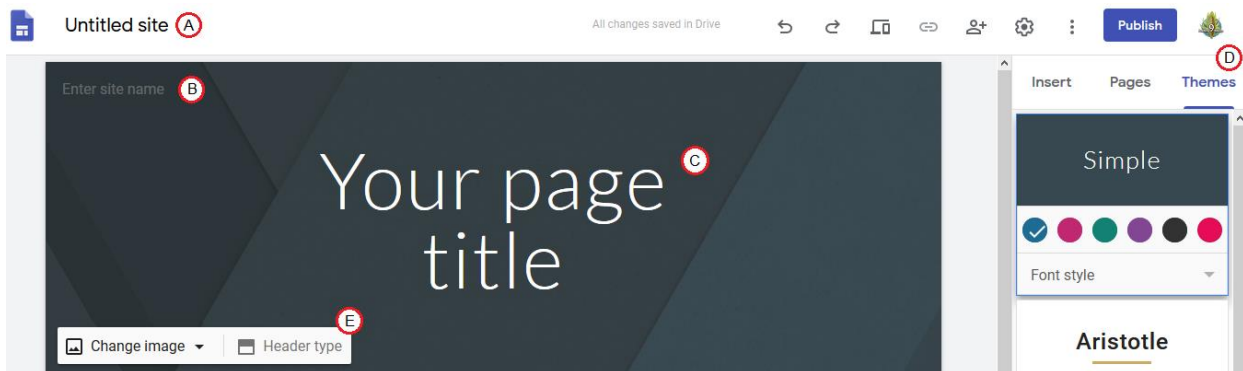 Untitled site A
All changes saved in Drive
Publish
D
Insert Pages Themes
Enter site name B
C
Your page
title
E
Change image Header type
Simple
Font style
Aristotle